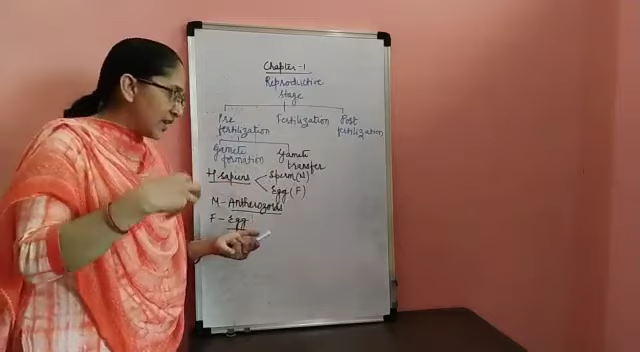 Chapter-1
Reproductive
Stage
Pre fertilization
Fertilization
Post fertilization
Gamete formation
Gamete transfer
H. sapiens
Sperm (M)
Egg (F)
M - Antherozoids
F - Egg